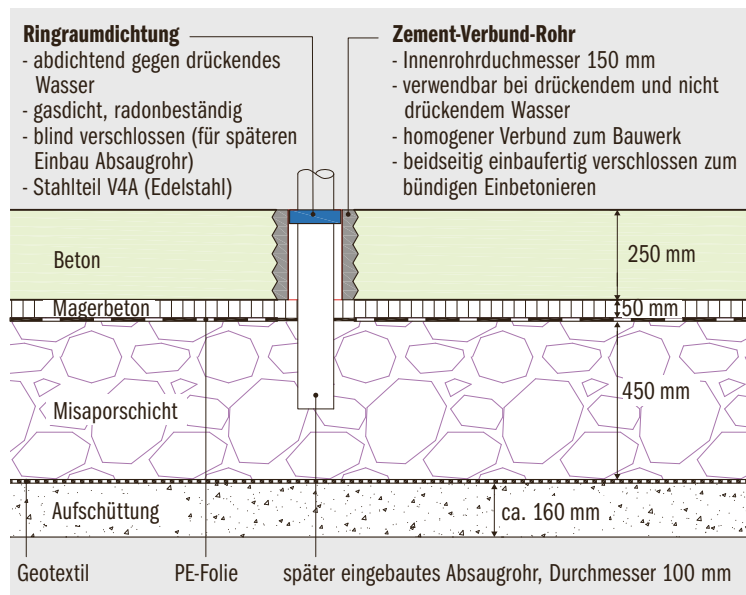 Ringraumdichtung
- abdichtend gegen drückendes
Wasser
- gasdicht, radonbeständig
- blind verschlossen (für späteren
Einbau Absaugrohr)
- Stahlteil V4A (Edelstahl)
Zement-Verbund-Rohr
- Innenrohrduchmesser 150 mm
- verwendbar bei drückendem und nicht
drückendem Wasser
- homogener Verbund zum Bauwerk
- beidseitig einbaufertig verschlossen zum
bündigen Einbetonieren
Beton
250 mm
Magerbeton
50 mm
Misaporschicht
450 mm
Aufschüttung
ca. 160 mm
Geotextil
PE-Folie
später eingebautes Absaugrohr, Durchmesser 100 mm